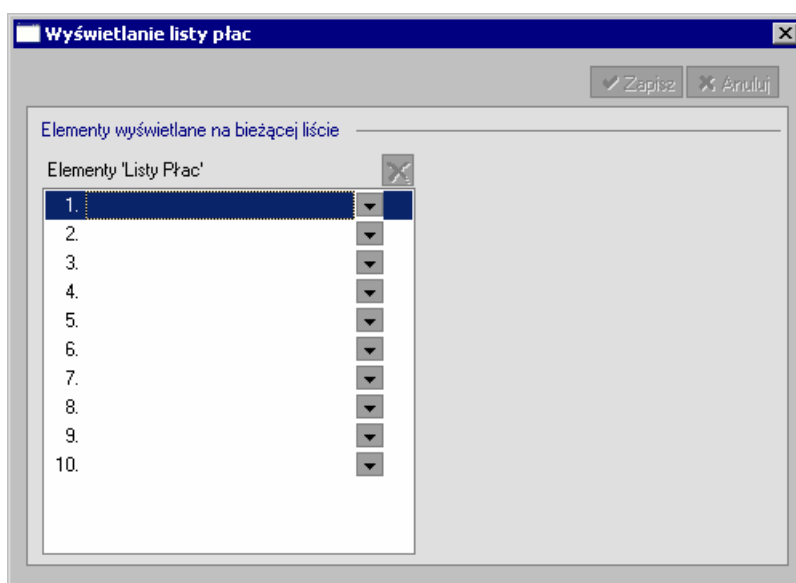 Wyświetlanie listy płac
Zapisz Anuluj
Elementy wyświetlane na bieżącej liście
Elementy 'Listy Płac'
1.
2.
3.
4.
5.
6.
7.
8.
9.
10.